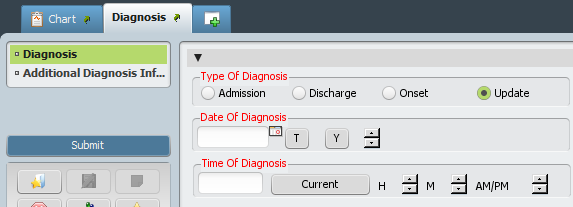 Chart
Diagnosis
Diagnosis
Additional Diagnosis Inf...
Submit
Type Of Diagnosis
Admission Discharge Onset Update
Date Of Diagnosis
T Y
Time Of Diagnosis
Current H M AM/PM